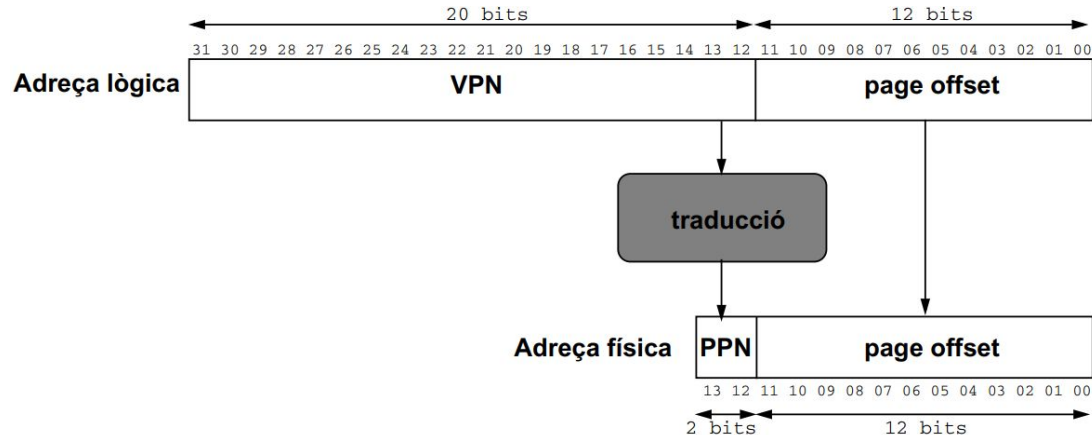 20 bits 12 bits
31 30 29 28 27 26 25 24 23 22 21 20 19 18 17 16 15 14 13 12 11 10 09 08 07 06 05 04 03 02 01 00
Adreça lògica VPN page offset
traducció
Adreça física PPN page offset
13 12 11 10 09 08 07 06 05 04 03 02 01 00
2 bits 12 bits